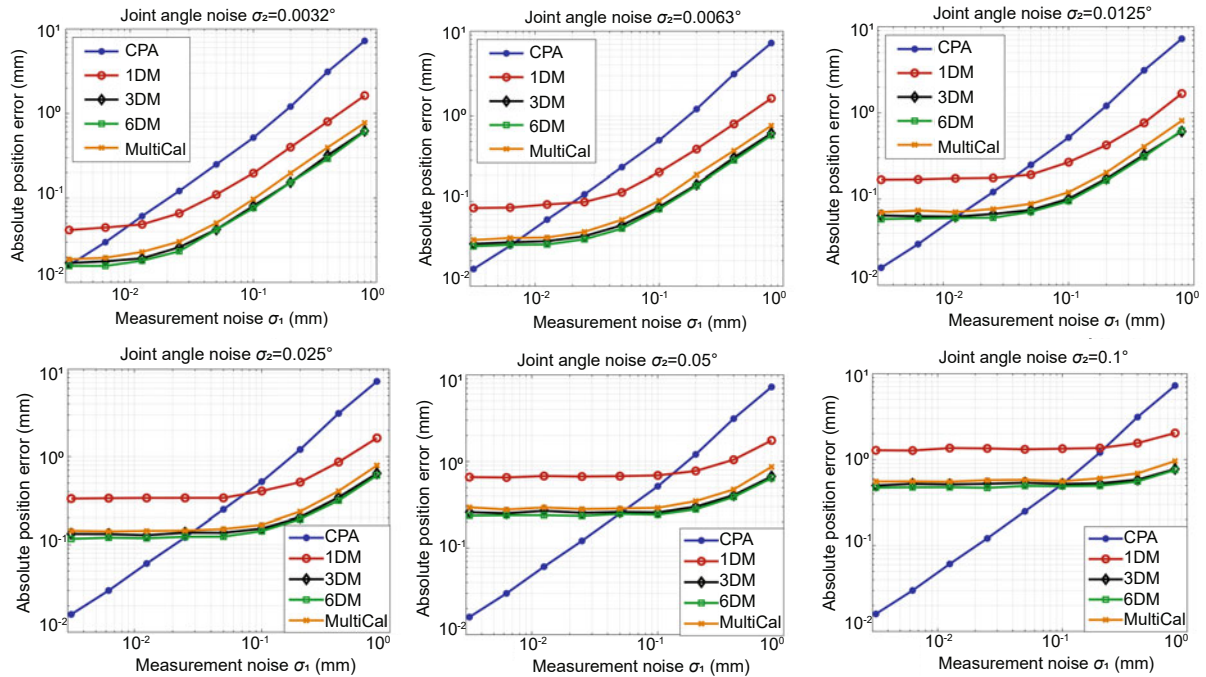 Joint angle noise σ₂=0.0032°
10¹
10⁰
10⁻¹
10⁻²
Absolute position error (mm)
CPA
1DM
3DM
6DM
MultiCal
10⁻² 10⁻¹ 10⁰
Measurement noise σ₁ (mm)
Joint angle noise σ₂=0.0063°
10¹
10⁰
10⁻¹
10⁻²
Absolute position error (mm)
CPA
1DM
3DM
6DM
MultiCal
10⁻² 10⁻¹ 10⁰
Measurement noise σ₁ (mm)
Joint angle noise σ₂=0.0125°
10¹
10⁰
10⁻¹
10⁻²
Absolute position error (mm)
CPA
1DM
3DM
6DM
MultiCal
10⁻² 10⁻¹ 10⁰
Measurement noise σ₁ (mm)
Joint angle noise σ₂=0.025°
10¹
10⁰
10⁻¹
10⁻²
Absolute position error (mm)
CPA
1DM
3DM
6DM
MultiCal
10⁻² 10⁻¹ 10⁰
Measurement noise σ₁ (mm)
Joint angle noise σ₂=0.05°
10¹
10⁰
10⁻¹
10⁻²
Absolute position error (mm)
CPA
1DM
3DM
6DM
MultiCal
10⁻² 10⁻¹ 10⁰
Measurement noise σ₁ (mm)
Joint angle noise σ₂=0.1°
10¹
10⁰
10⁻¹
10⁻²
Absolute position error (mm)
CPA
1DM
3DM
6DM
MultiCal
10⁻² 10⁻¹ 10⁰
Measurement noise σ₁ (mm)